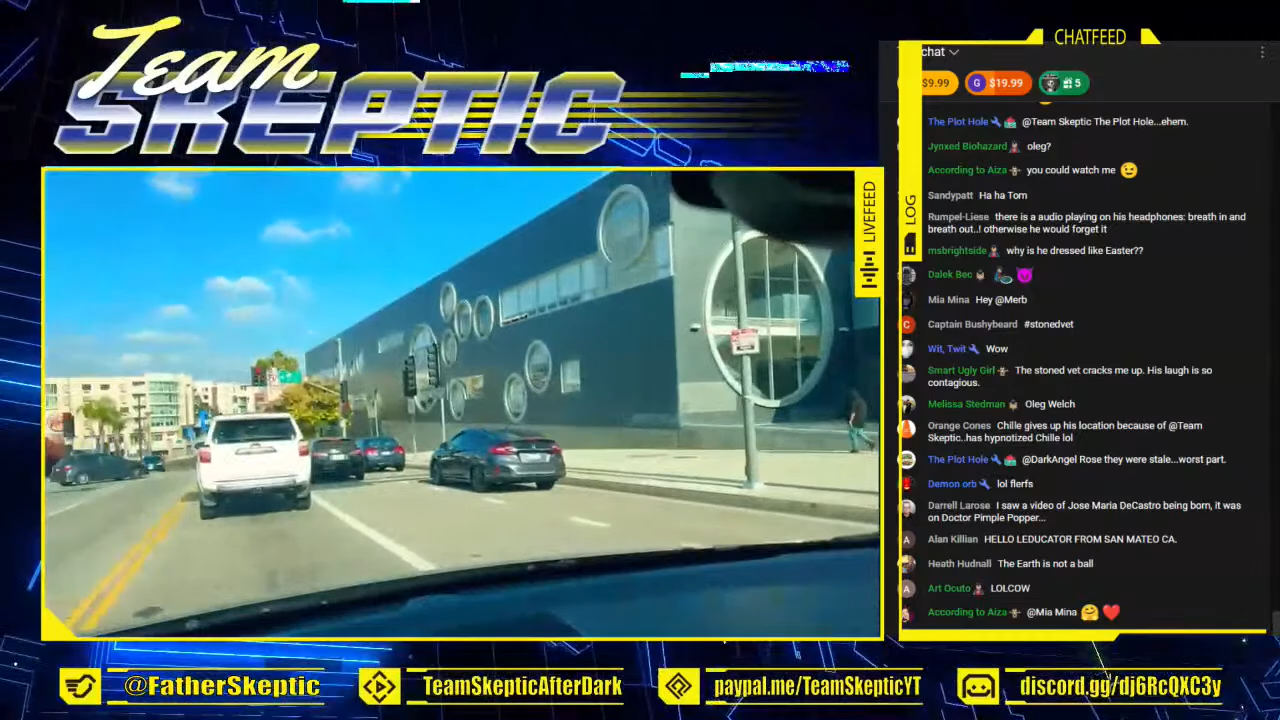 Team
SKEPTIC
CHATFEED
chat
$9.99
G $19.99
5
LIVEFEED
LOG
The Plot Hole @Team Skeptic The Plot Hole...ehem.
Jynxed Biohazard oleg?
According to Aiza you could watch me
Sandypatt Ha ha Tom
Rumpel-Liese there is a audio playing on his headphones: breath in and
breath out..! otherwise he would forget it
msbrightside why is he dressed like Easter??
Dalek Bec
Mia Mina Hey @Merb
C Captain Bushybeard #stonedvet
Wit, Twit Wow
Smart Ugly Girl The stoned vet cracks me up. His laugh is so
contagious.
Melissa Stedman Oleg Welch
Orange Cones Chille gives up his location because of @Team
Skeptic..has hypnotized Chille lol
The Plot Hole @DarkAngel Rose they were stale...worst part.
Demon orb lol flerfs
Darrell Larose I saw a video of Jose Maria DeCastro being born, it was
on Doctor Pimple Popper...
A Alan Killian HELLO LEDUCATOR FROM SAN MATEO CA.
Heath Hudnall The Earth is not a ball
A Art Ocuto LOLCOW
According to Aiza @Mia Mina
@FatherSkeptic
TeamSkepticAfterDark
paypal.me/TeamSkepticYT
discord.gg/dj6RcQXC3y